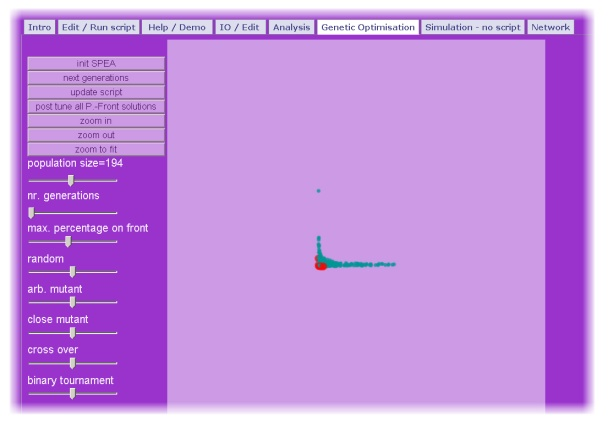 Intro Edit / Run script Help / Demo IO / Edit Analysis Genetic Optimisation Simulation - no script Network
init SPEA
next generations
update script
post tune all P.-Front solutions
zoom in
zoom out
zoom to fit
population size=194
nr. generations
max. percentage on front
random
arb. mutant
close mutant
cross over
binary tournament